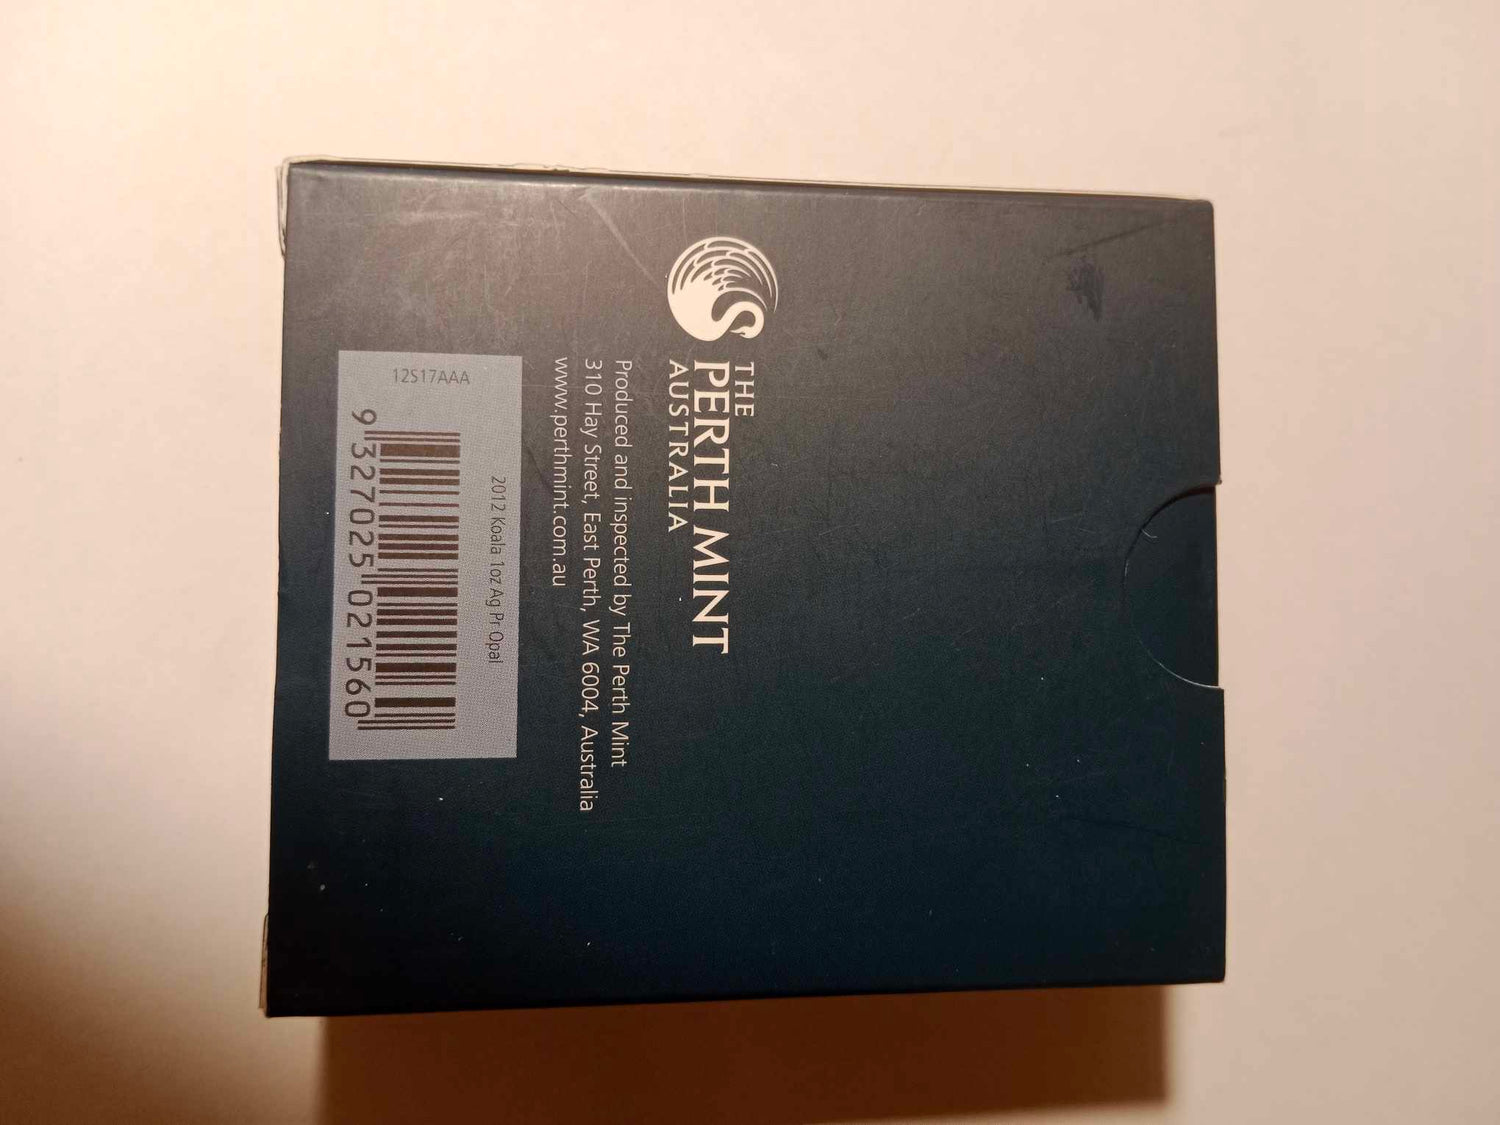 THE
PERTH MINT
AUSTRALIA
Produced and inspected by The Perth Mint
310 Hay Street, East Perth, WA 6004, Australia
www.perthmint.com.au
2012 Koala 1oz Ag Pr Opal
12S17AAA
9 327025 021560